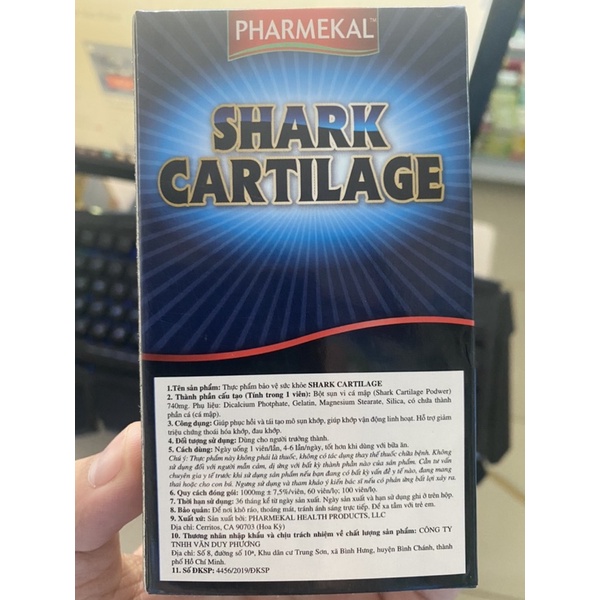 PHARMEKAL™
SHARK
CARTILAGE
1.Tên sản phẩm: Thực phẩm bảo vệ sức khỏe SHARK CARTILAGE
2. Thành phần cấu tạo (Tính trong 1 viên): Bột sụn vi cá mập (Shark Cartilage Podwer)
740mg. Phụ liệu: Dicalcium Photphate, Gelatin, Magnesium Stearate, Silica, có chứa thành
phần cá (cá mập).
3. Công dụng: Giúp phục hồi và tái tạo mô sụn khớp, giúp khớp vận động linh hoạt. Hỗ trợ giảm
triệu chứng thoái hóa khớp, đau khớp.
4. Đối tượng sử dụng: Dùng cho người trưởng thành.
5. Cách dùng: Ngày uống 1 viên/lần, 4-6 lần/ngày, tốt hơn khi dùng với bữa ăn.
Chú ý: Thực phẩm này không phải là thuốc, không có tác dụng thay thế thuốc chữa bệnh. Không
sử dụng đối với người mẫn cảm, dị ứng với bất kỳ thành phần nào của sản phẩm. Cần tư vấn
chuyên gia y tế trước khi sử dụng sản phẩm nếu bạn đang có bất kỳ vấn đề y tế nào, đang mang
thai hoặc cho con bú. Ngưng sử dụng và tham khảo ý kiến bác sĩ nếu có phản ứng bất lợi xảy ra.
6. Quy cách đóng gói: 1000mg ± 7,5%/viên, 60 viên/lọ; 100 viên/lọ.
7. Thời hạn sử dụng: 36 tháng kể từ ngày sản xuất. Ngày sản xuất và hạn sử dụng ghi ở trên hộp.
8. Bảo quản: Để nơi khô ráo, thoáng mát, tránh ánh sáng trực tiếp. Để xa tầm với trẻ em.
9. Xuất xứ: Sản xuất bởi: PHARMEKAL HEALTH PRODUCTS, LLC
Địa chỉ: Cerritos, CA 90703 (Hoa Kỳ)
10. Thương nhân nhập khẩu và chịu trách nhiệm về chất lượng sản phẩm: CÔNG TY
TNHH VÂN DUY PHƯƠNG
Địa chỉ: Số 8, đường số 10ᴬ, Khu dân cư Trung Sơn, xã Bình Hưng, huyện Bình Chánh, thành
phố Hồ Chí Minh.
11. Số ĐKSP: 4456/2019/ĐKSP